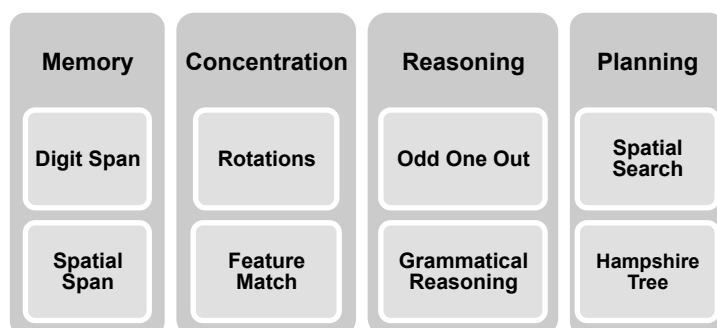 Memory
Digit Span
Spatial
Span
Concentration
Rotations
Feature
Match
Reasoning
Odd One Out
Grammatical
Reasoning
Planning
Spatial
Search
Hampshire
Tree